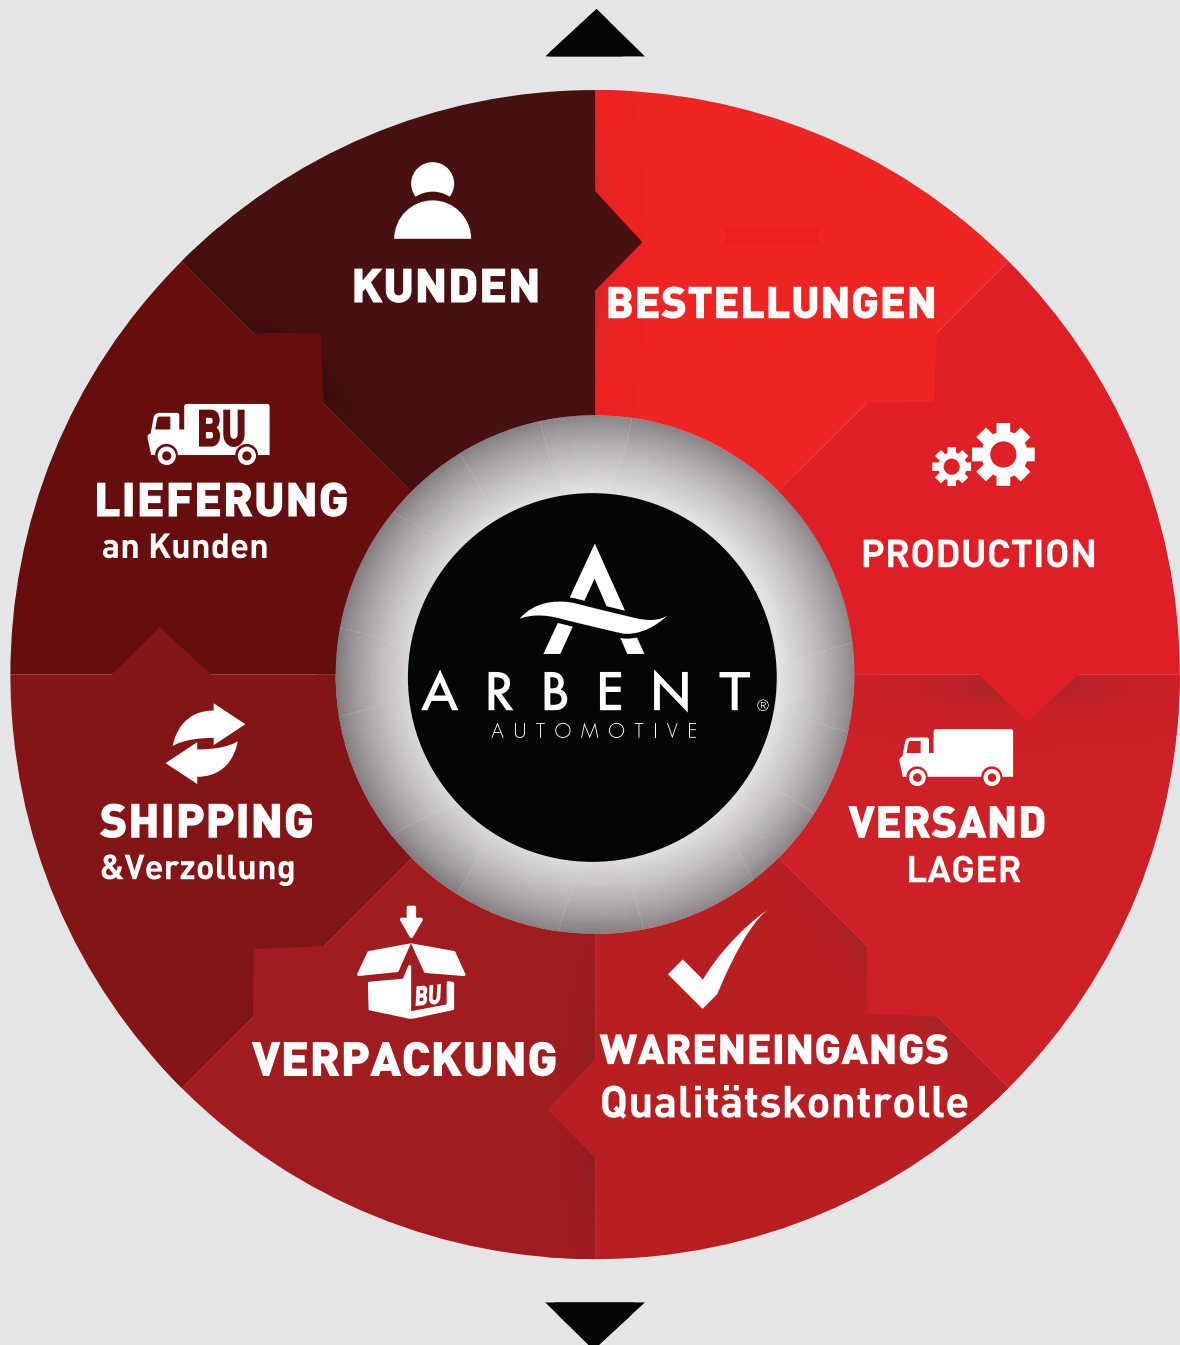 KUNDEN
BESTELLUNGEN
BU
LIEFERUNG
an Kunden
PRODUCTION
ARBENT®
AUTOMOTIVE
SHIPPING
&Verzollung
VERSAND
LAGER
BU
VERPACKUNG
WARENEINGANGS
Qualitätskontrolle